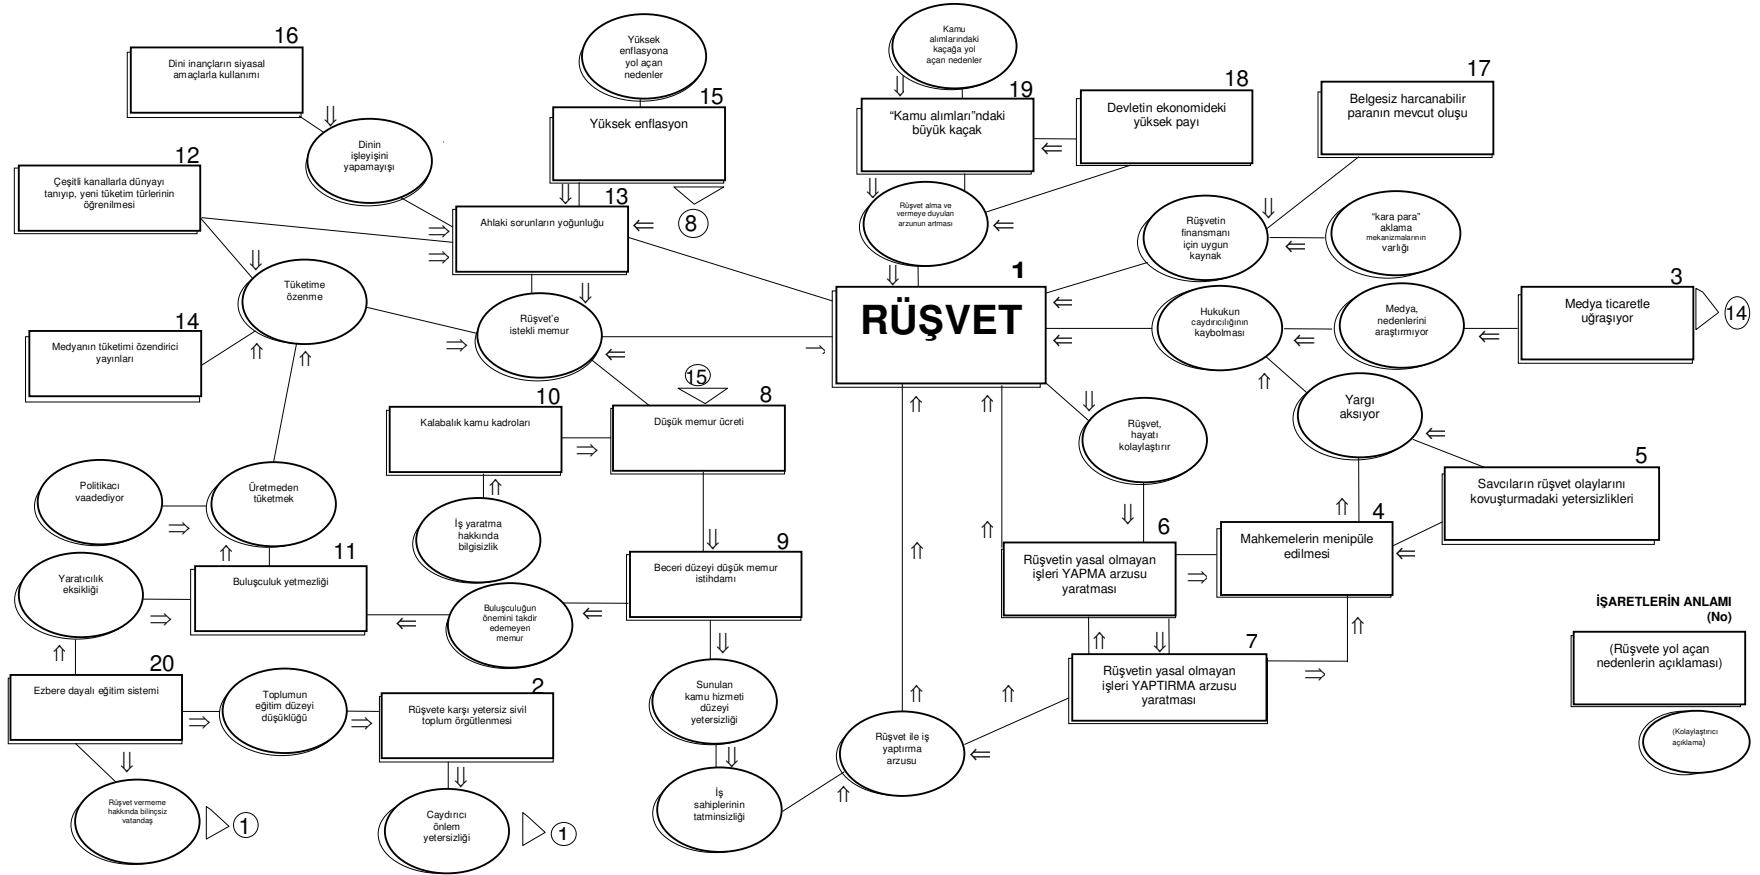 16
Dini inançların siyasal
amaçlarla kullanımı
Yüksek
enflasyona
yol açan
nedenler
15
Yüksek enflasyon
8
Kamu
alımlarındaki
kaçağa yol
açan nedenler
19
“Kamu alımları”ndaki
büyük kaçak
18
Devletin ekonomideki
yüksek payı
17
Belgesiz harcanabilir
paranın mevcut oluşu
Dinin
işleyişini
yapamayışı
12
Çeşitli kanallarla dünyayı
tanıyıp, yeni tüketim türlerinin
öğrenilmesi
13
Ahlaki sorunların yoğunluğu
Rüşvet alma ve
vermeye duyulan
arzunun artması
Rüşvetin
finansmanı
için uygun
kaynak
“kara para”
aklama
mekanizmalarının
varlığı
Tüketime
özenme
14
Medyanın tüketimi özendirici
yayınları
Rüşvet’e
istekli memur
1
RÜŞVET
Hukukun
caydırıcılığının
kaybolması
Medya,
nedenlerini
araştırmıyor
3
Medya ticaretle
uğraşıyor
14
15
10
Kalabalık kamu kadroları
8
Düşük memur ücreti
Rüşvet,
hayatı
kolaylaştırır
Yargı
aksıyor
5
Savcıların rüşvet olaylarını
kovuşturmadaki yetersizlikleri
Politikacı
vaadediyor
Üretmeden
tüketmek
İş yaratma
hakkında
bilgisizlik
9
Beceri düzeyi düşük memur
istihdamı
6
Rüşvetin yasal olmayan
işleri YAPMA arzusu
yaratması
4
Mahkemelerin menipüle
edilmesi
Yaratıcılık
eksikliği
11
Buluşculuk yetmezliği
Buluşculuğun
önemini takdir
edemeyen
memur
7
Rüşvetin yasal olmayan
işleri YAPTIRMA arzusu
yaratması
İŞARETLERİN ANLAMI
(No)
(Rüşvete yol açan
nedenlerin açıklaması)
(Kolaylaştırıcı
açıklama)
20
Ezbere dayalı eğitim sistemi
Toplumun
eğitim düzeyi
düşüklüğü
2
Rüşvete karşı yetersiz sivil
toplum örgütlenmesi
Sunulan
kamu hizmeti
düzeyi
yetersizliği
Rüşvet ile iş
yaptırma
arzusu
Rüşvet vermeme
hakkında bilinçsiz
vatandaş
1
Caydırıcı
önlem
yetersizliği
1
İş
sahiplerinin
tatminsizliği